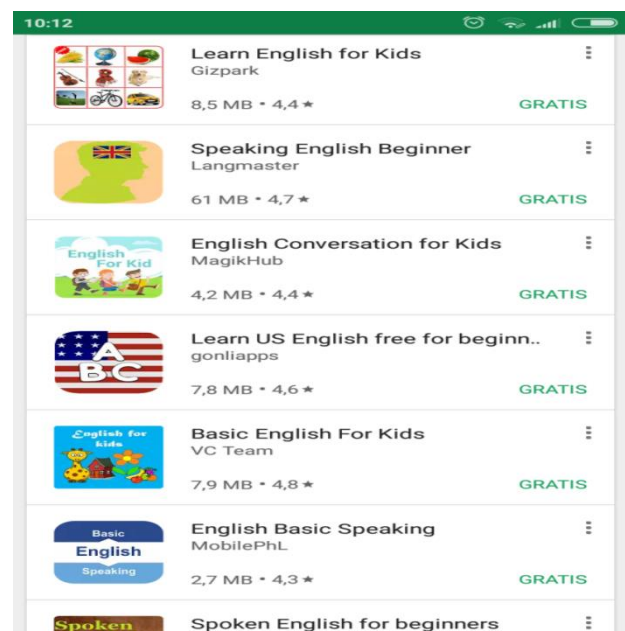 10:12
Learn English for Kids
Gizpark
8,5 MB • 4,4 ★
GRATIS
Speaking English Beginner
Langmaster
61 MB • 4,7 ★
GRATIS
English
For Kid
English Conversation for Kids
MagikHub
4,2 MB • 4,4 ★
GRATIS
A
BC
Learn US English free for beginn..
gonliapps
7,8 MB • 4,6 ★
GRATIS
English for
kids
Basic English For Kids
VC Team
7,9 MB • 4,8 ★
GRATIS
Basic
English
Speaking
English Basic Speaking
MobilePhL
2,7 MB • 4,3 ★
GRATIS
Spoken
Spoken English for beginners